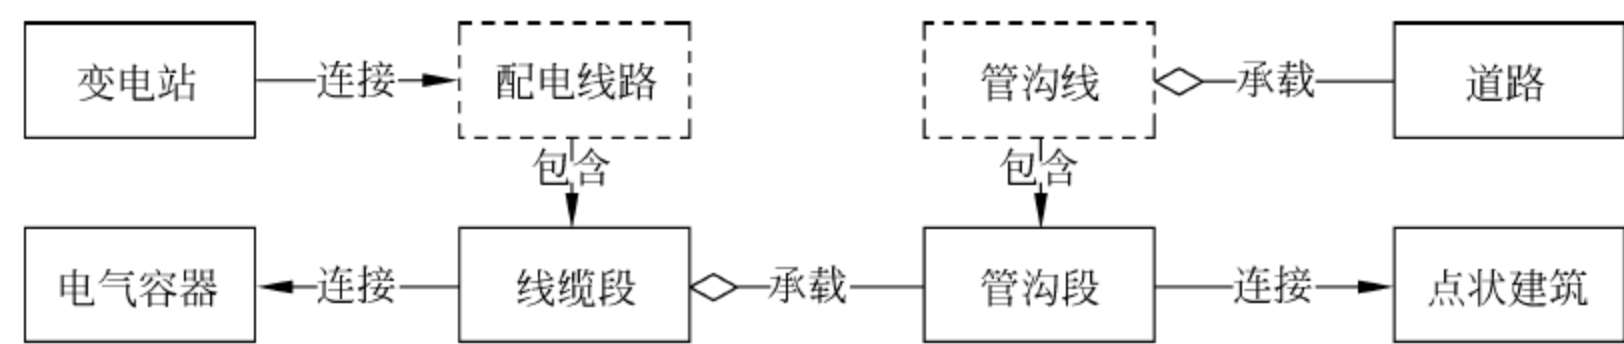 变电站 连接 配电线路 管沟线 承载 道路
包含 包含
电气容器 连接 线缆段 承载 管沟段 连接 点状建筑